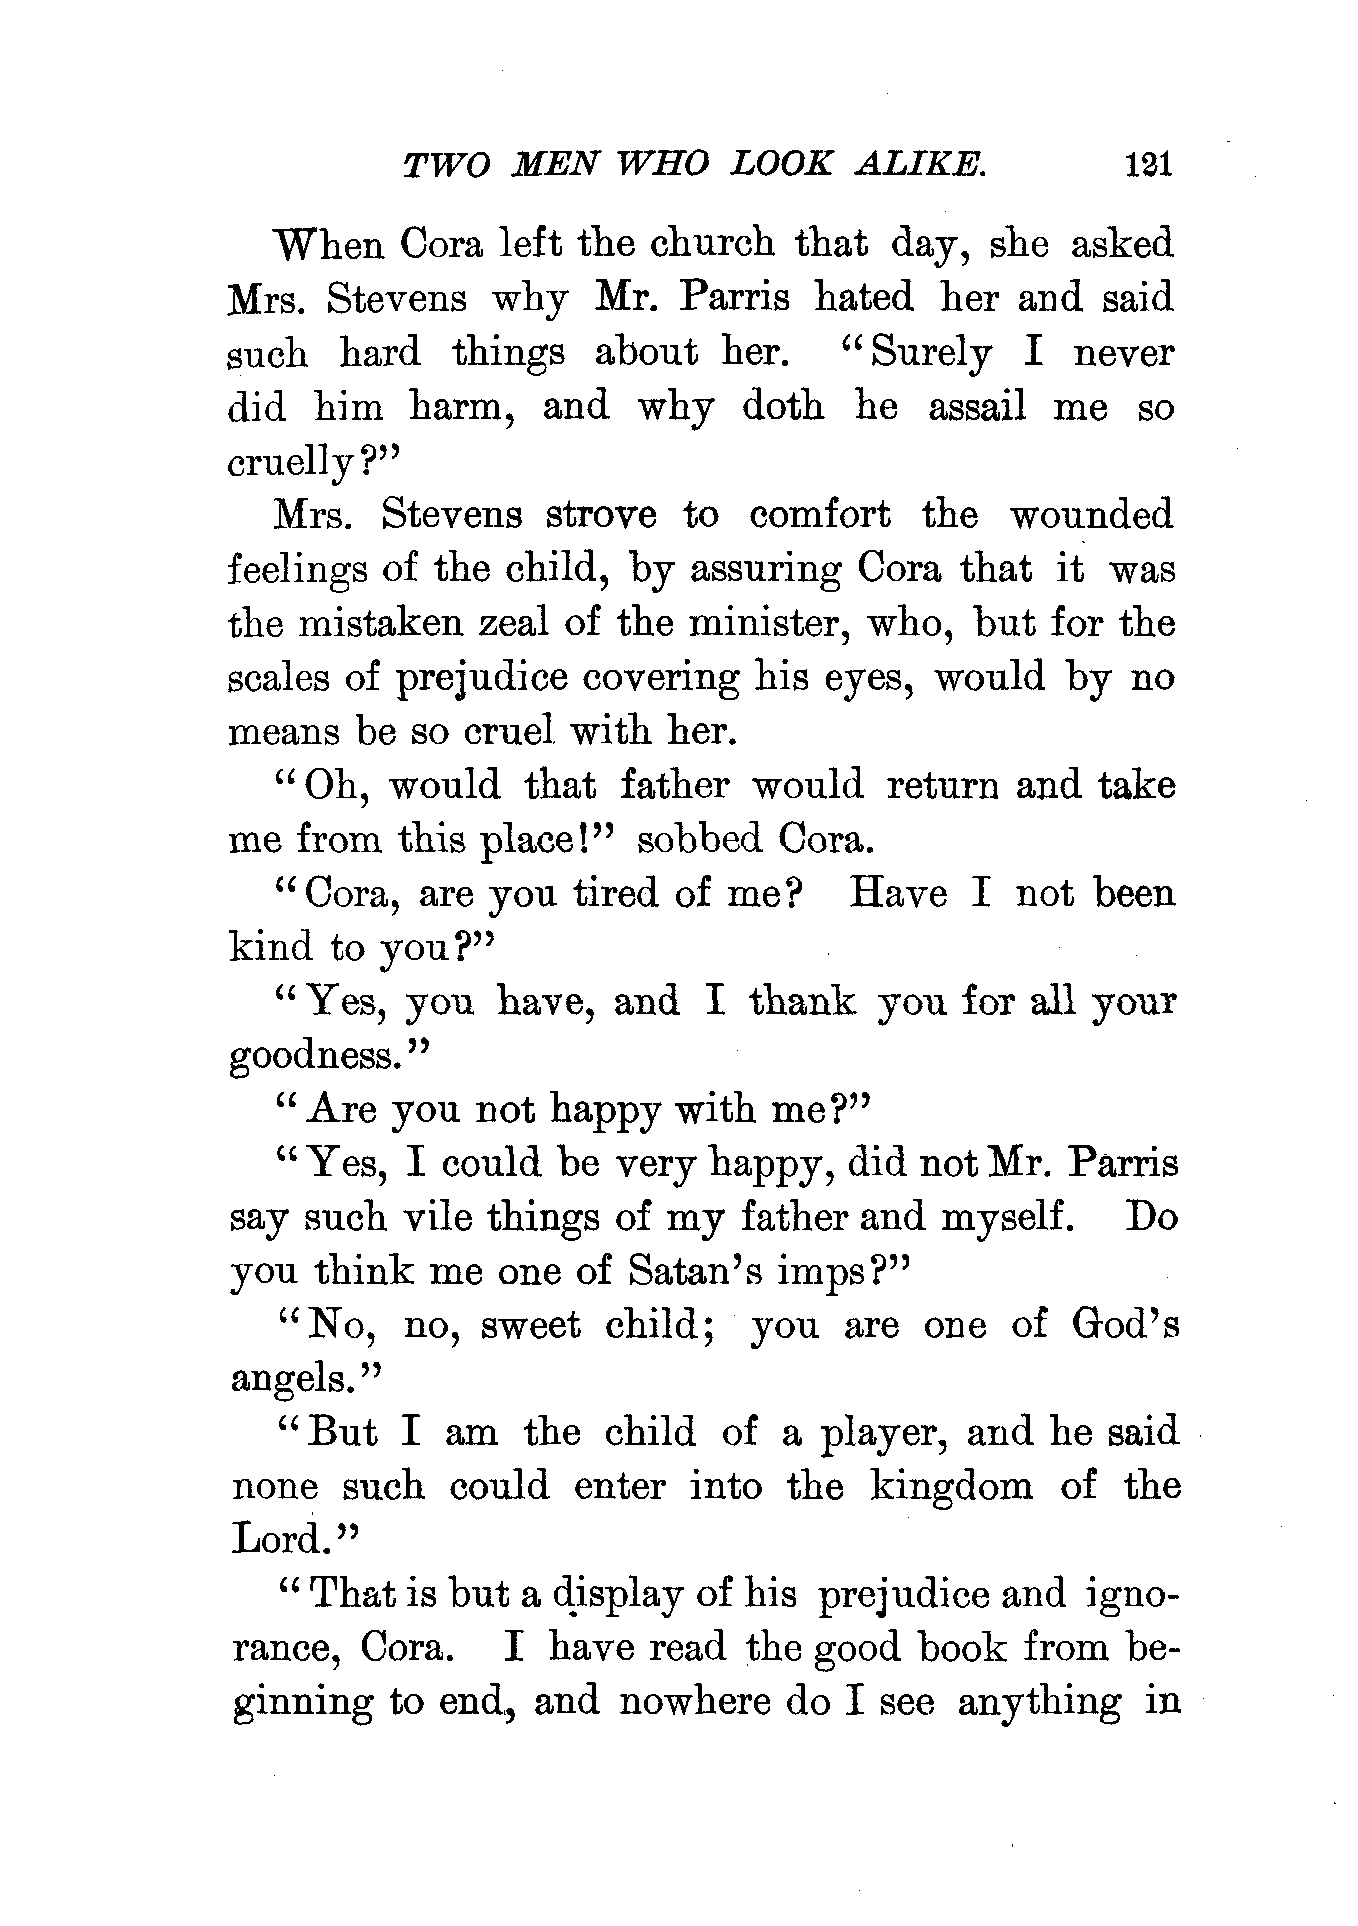 TWO MEN WHO LOOK ALIKE. 121
When Cora left the church that day, she asked
Mrs. Stevens why Mr. Parris hated her and said
such hard things about her. "Surely I never
did him harm, and why doth he assail me so
cruelly?"
Mrs. Stevens strove to comfort the wounded
feelings of the child, by assuring Cora that it was
the mistaken zeal of the minister, who, but for the
scales of prejudice covering his eyes, would by no
means be so cruel with her.
"Oh, would that father would return and take
me from this place!" sobbed Cora.
"Cora, are you tired of me? Have I not been
kind to you?"
"Yes, you have, and I thank you for all your
goodness."
"Are you not happy with me?"
"Yes, I could be very happy, did not Mr. Parris
say such vile things of my father and myself. Do
you think me one of Satan's imps?"
"No, no, sweet child; you are one of God's
angels."
"But I am the child of a player, and he said
none such could enter into the kingdom of the
Lord."
"That is but a display of his prejudice and igno-
rance, Cora. I have read the good book from be-
ginning to end, and nowhere do I see anything in